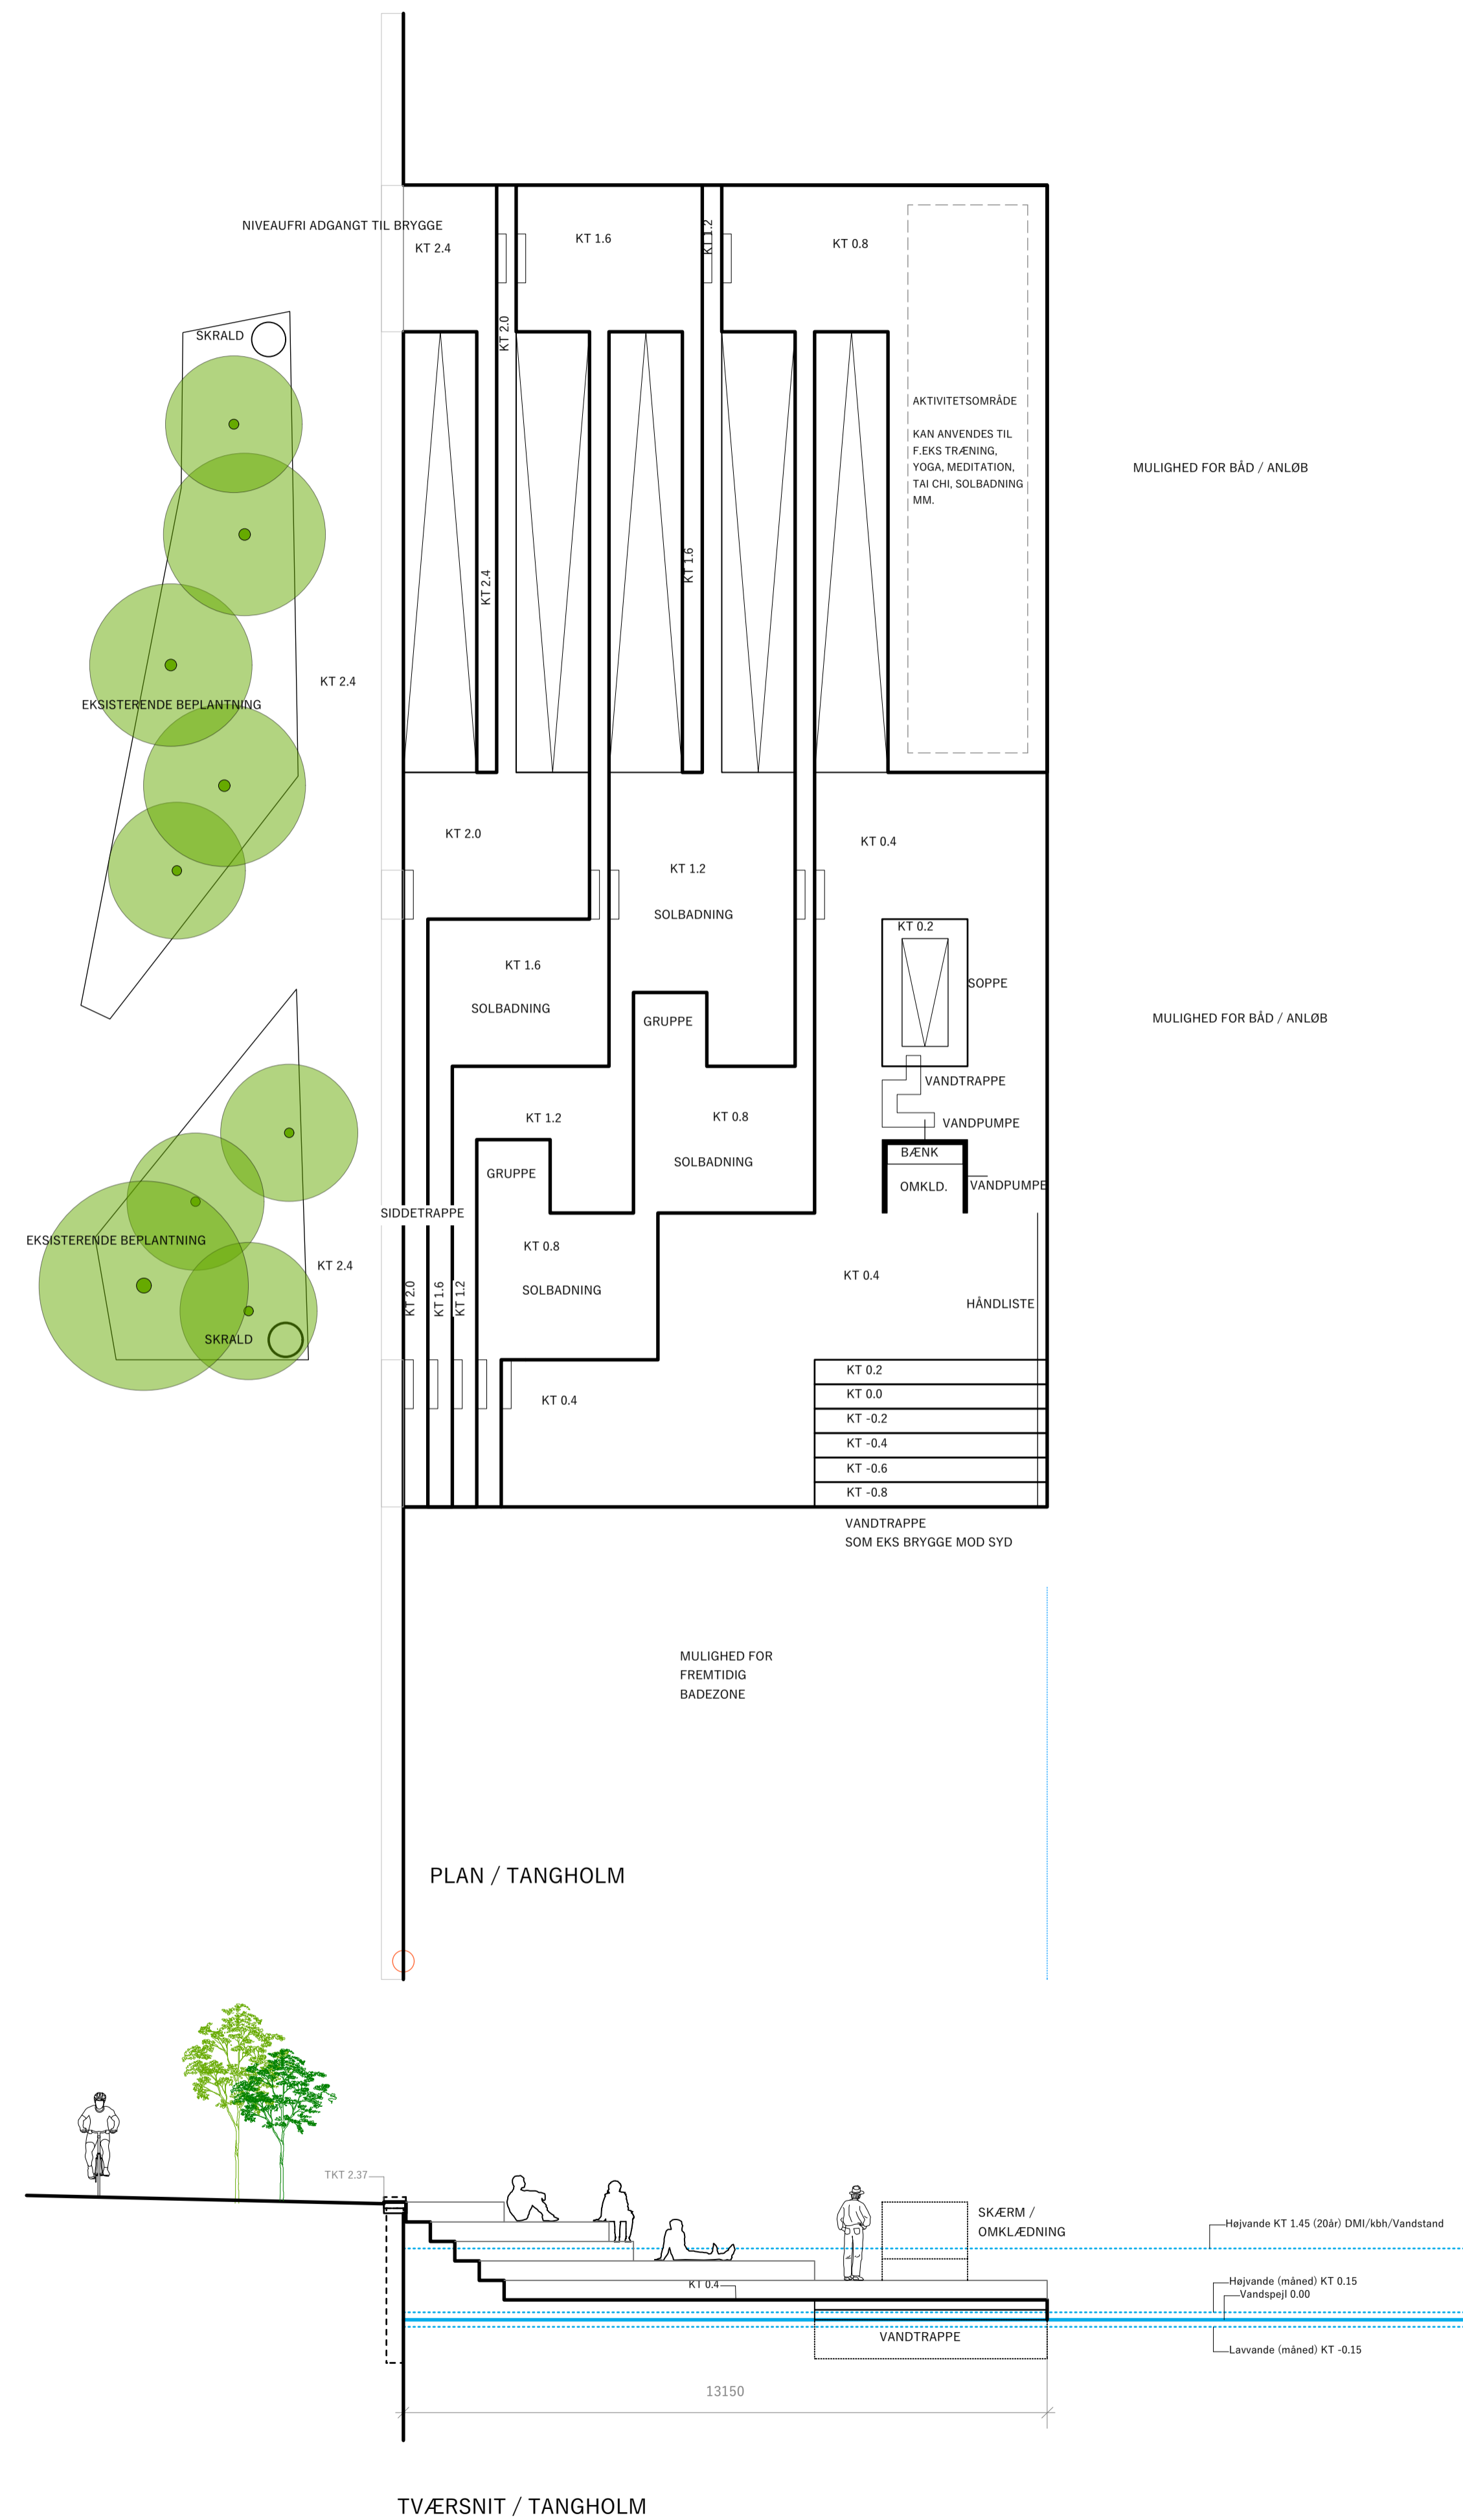 NIVEAUFRI ADGANGT TIL BRYGGE
KT 2.4
KT 1.6
KT 1.2
KT 0.8
SKRALD
KT 2.0
AKTIVITETSOMRÅDE
KAN ANVENDES TIL
F.EKS TRÆNING,
YOGA, MEDITATION,
TAI CHI, SOLBADNING
MM.
MULIGHED FOR BÅD / ANLØB
KT 2.4
KT 1.6
KT 2.4
EKSISTERENDE BEPLANTNING
KT 2.0
KT 1.2
KT 0.4
SOLBADNING
KT 0.2
KT 1.6
SOLBADNING
SOPPE
GRUPPE
MULIGHED FOR BÅD / ANLØB
VANDTRAPPE
KT 1.2
KT 0.8
VANDPUMPE
BÆNK
SOLBADNING
GRUPPE
OMKLD.
VANDPUMPE
SIDDETRAPPE
EKSISTERENDE BEPLANTNING
KT 0.8
KT 2.4
KT 0.4
SOLBADNING
KT 2.0
KT 1.6
KT 1.2
HÅNDLISTE
SKRALD
KT 0.4
KT 0.2
KT 0.0
KT -0.2
KT -0.4
KT -0.6
KT -0.8
VANDTRAPPE
SOM EKS BRYGGE MOD SYD
MULIGHED FOR
FREMTIDIG
BADEZONE
PLAN / TANGHOLM
TKT 2.37
SKÆRM /
OMKLÆDNING
Højvande KT 1.45 (20år) DMI/kbh/Vandstand
KT 0.4
Højvande (måned) KT 0.15
Vandspejl 0.00
VANDTRAPPE
Lavvande (måned) KT -0.15
13150
TVÆRSNIT / TANGHOLM